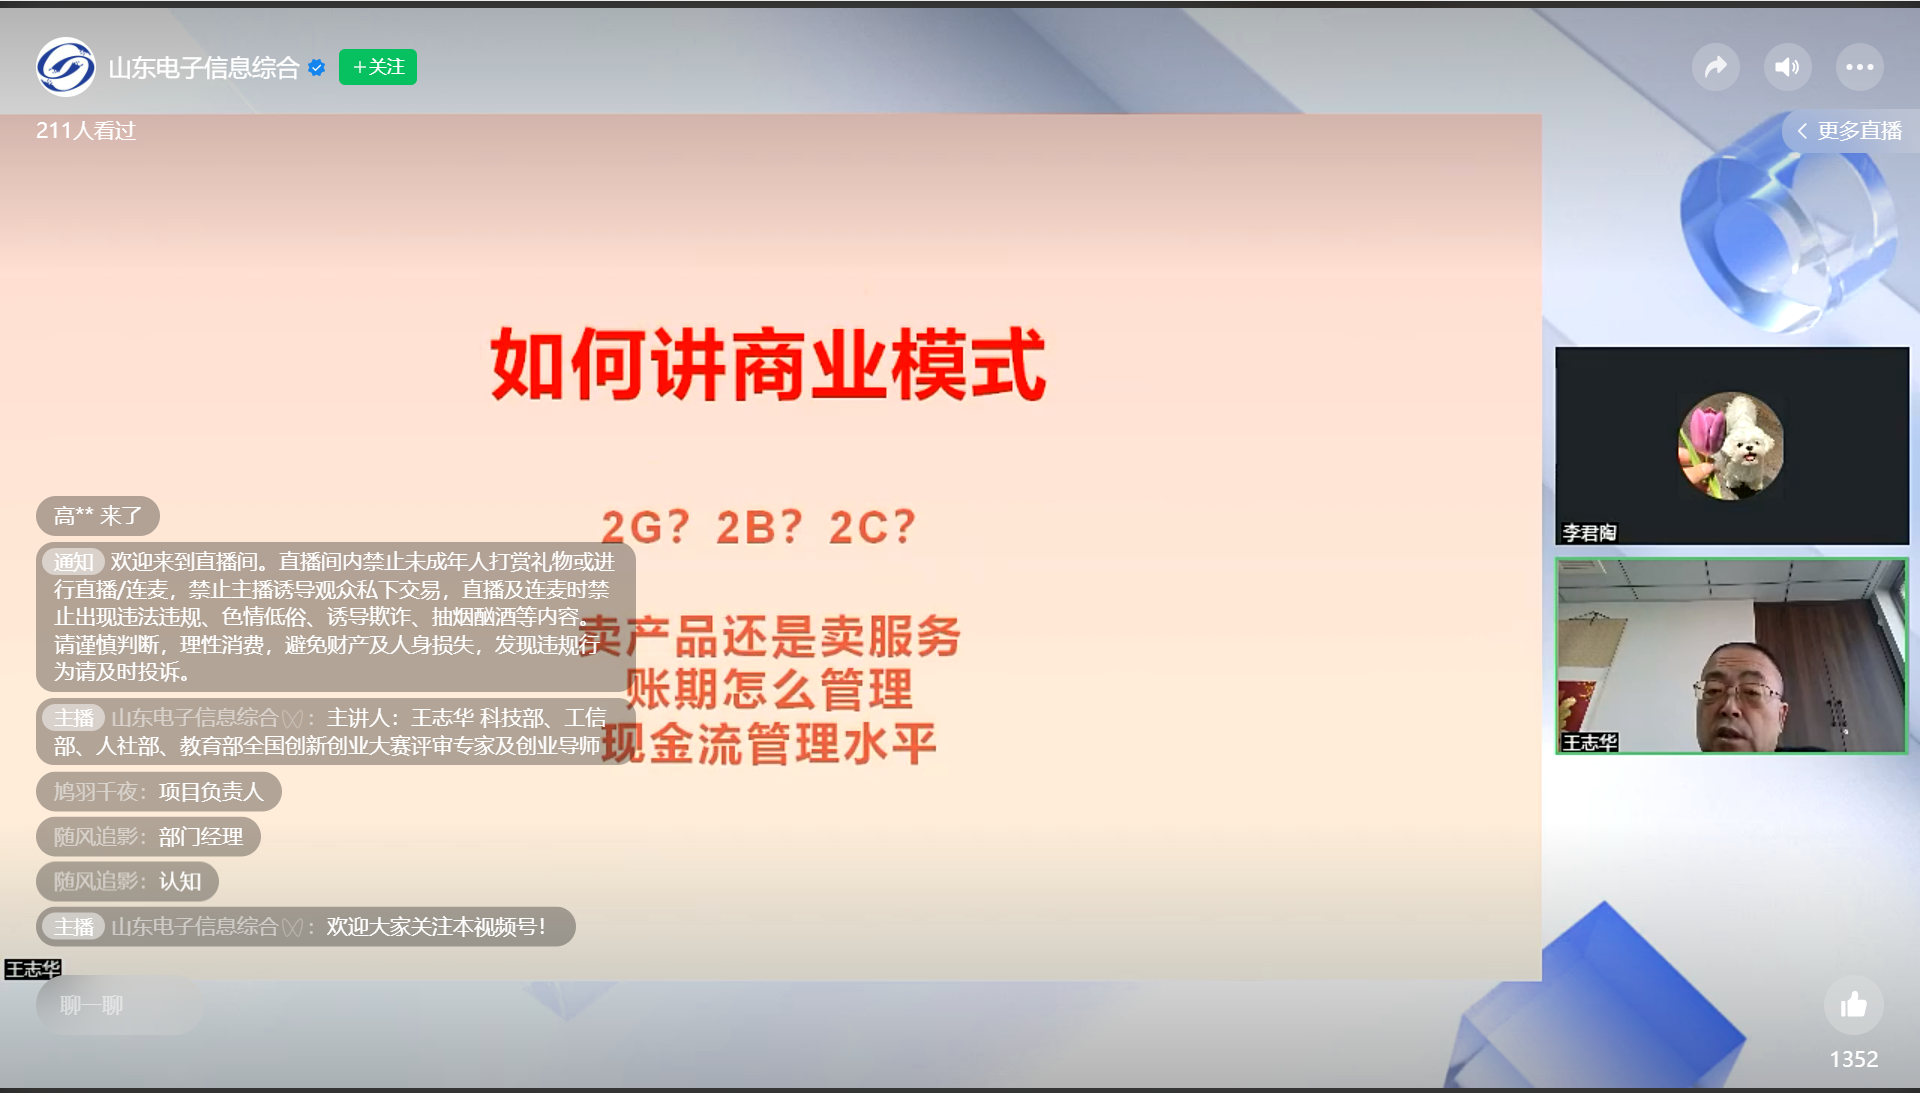 山东电子信息综合
+关注
211人看过
更多直播
如何讲商业模式
2G？2B？2C？
卖产品还是卖服务
账期怎么管理
现金流管理水平
高** 来了
通知 欢迎来到直播间。直播间内禁止未成年人打赏礼物或进
行直播/连麦，禁止主播诱导观众私下交易，直播及连麦时禁
止出现违法违规、色情低俗、诱导欺诈、抽烟酗酒等内容。
请谨慎判断，理性消费，避免财产及人身损失，发现违规行
为请及时投诉。
主播 山东电子信息综合：主讲人：王志华 科技部、工信
部、人社部、教育部全国创新创业大赛评审专家及创业导师
鸠羽千夜：项目负责人
随风追影：部门经理
随风追影：认知
主播 山东电子信息综合：欢迎大家关注本视频号！
王志华
聊一聊
李君陶
王志华
1352